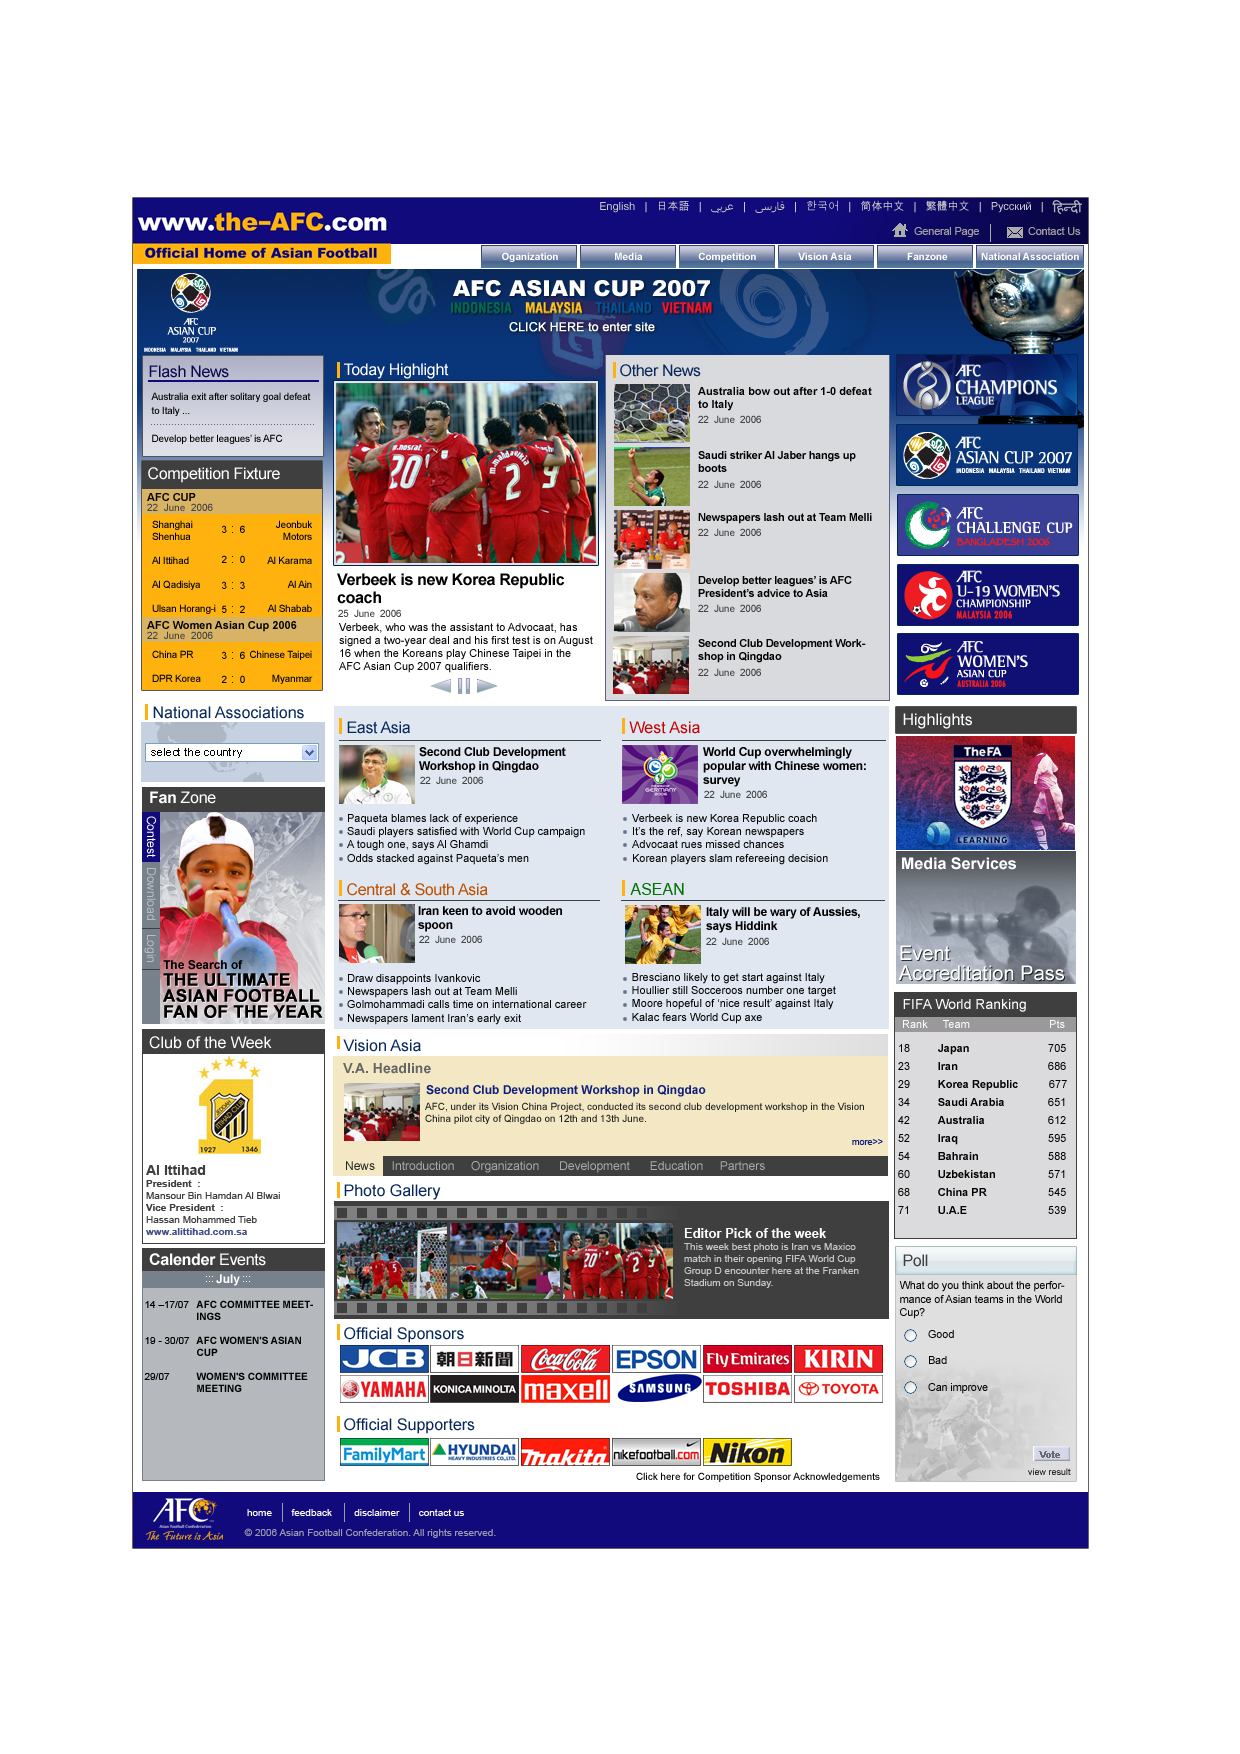 English | 日本語 | عربي | فارسی | 한국어 | 简体中文 | 繁體中文 | Русский | हिन्दी
www.the-AFC.com
General Page | Contact Us
Official Home of Asian Football
Oganization
Media
Competition
Vision Asia
Fanzone
National Association
AFC
ASIAN CUP
2007
INDONESIA MALAYSIA THAILAND VIETNAM
AFC ASIAN CUP 2007
INDONESIA MALAYSIA THAILAND VIETNAM
CLICK HERE to enter site
Flash News
Australia exit after solitary goal defeat
to Italy ...
Develop better leagues' is AFC
Competition Fixture
AFC CUP
22 June 2006
Shanghai Shenhua 3 : 6 Jeonbuk Motors
Al Ittihad 2 : 0 Al Karama
Al Qadisiya 3 : 3 Al Ain
Ulsan Horang-i 5 : 2 Al Shabab
AFC Women Asian Cup 2006
22 June 2006
China PR 3 : 6 Chinese Taipei
DPR Korea 2 : 0 Myanmar
Today Highlight
m.nosrat.
20
m.mahdavikia
2
9
Verbeek is new Korea Republic
coach
25 June 2006
Verbeek, who was the assistant to Advocaat, has
signed a two-year deal and his first test is on August
16 when the Koreans play Chinese Taipei in the
AFC Asian Cup 2007 qualifiers.
Other News
Australia bow out after 1-0 defeat
to Italy
22 June 2006
Saudi striker Al Jaber hangs up
boots
22 June 2006
Newspapers lash out at Team Melli
22 June 2006
Develop better leagues' is AFC
President's advice to Asia
22 June 2006
Second Club Development Work-
shop in Qingdao
22 June 2006
AFC
CHAMPIONS
LEAGUE
AFC
ASIAN CUP 2007
INDONESIA MALAYSIA THAILAND VIETNAM
AFC
CHALLENGE CUP
BANGLADESH 2006
AFC
U-19 WOMEN'S
CHAMPIONSHIP
MALAYSIA 2006
AFC
WOMEN'S
ASIAN CUP
AUSTRALIA 2006
National Associations
select the country
Fan Zone
Contest
Download
Login
The Search of
THE ULTIMATE
ASIAN FOOTBALL
FAN OF THE YEAR
East Asia
Second Club Development
Workshop in Qingdao
22 June 2006
Paqueta blames lack of experience
Saudi players satisfied with World Cup campaign
A tough one, says Al Ghamdi
Odds stacked against Paqueta's men
West Asia
GERMANY
2006
World Cup overwhelmingly
popular with Chinese women:
survey
22 June 2006
Verbeek is new Korea Republic coach
It's the ref, say Korean newspapers
Advocaat rues missed chances
Korean players slam refereeing decision
Central & South Asia
Iran keen to avoid wooden
spoon
22 June 2006
Draw disappoints Ivankovic
Newspapers lash out at Team Melli
Golmohammadi calls time on international career
Newspapers lament Iran's early exit
ASEAN
Italy will be wary of Aussies,
says Hiddink
22 June 2006
Bresciano likely to get start against Italy
Houllier still Socceroos number one target
Moore hopeful of 'nice result' against Italy
Kalac fears World Cup axe
Highlights
TheFA
LEARNING
Media Services
Event
Accreditation Pass
FIFA World Ranking
Rank Team Pts
18 Japan 705
23 Iran 686
29 Korea Republic 677
34 Saudi Arabia 651
42 Australia 612
52 Iraq 595
54 Bahrain 588
60 Uzbekistan 571
68 China PR 545
71 U.A.E 539
Club of the Week
1927 1346
Al Ittihad
President :
Mansour Bin Hamdan Al Blwai
Vice President :
Hassan Mohammed Tieb
www.alittihad.com.sa
Vision Asia
V.A. Headline
Second Club Development Workshop in Qingdao
AFC, under its Vision China Project, conducted its second club development workshop in the Vision
China pilot city of Qingdao on 12th and 13th June.
more>>
News Introduction Organization Development Education Partners
Photo Gallery
Editor Pick of the week
This week best photo is Iran vs Maxico
match in their opening FIFA World Cup
Group D encounter here at the Franken
Stadium on Sunday.
Calender Events
::: July :::
14 –17/07 AFC COMMITTEE MEET-
INGS
19 - 30/07 AFC WOMEN'S ASIAN
CUP
29/07 WOMEN'S COMMITTEE
MEETING
Official Sponsors
JCB 朝日新聞 Coca-Cola EPSON Fly Emirates KIRIN
YAMAHA KONICA MINOLTA maxell SAMSUNG TOSHIBA TOYOTA
Official Supporters
FamilyMart HYUNDAI HEAVY INDUSTRIES CO.,LTD. makita nikefootball.com Nikon
Click here for Competition Sponsor Acknowledgements
Poll
What do you think about the perfor-
mance of Asian teams in the World
Cup?
Good
Bad
Can improve
Vote
view result
AFC
Asian Football Confederation
The Future is Asia
home | feedback | disclaimer | contact us
© 2006 Asian Football Confederation. All rights reserved.